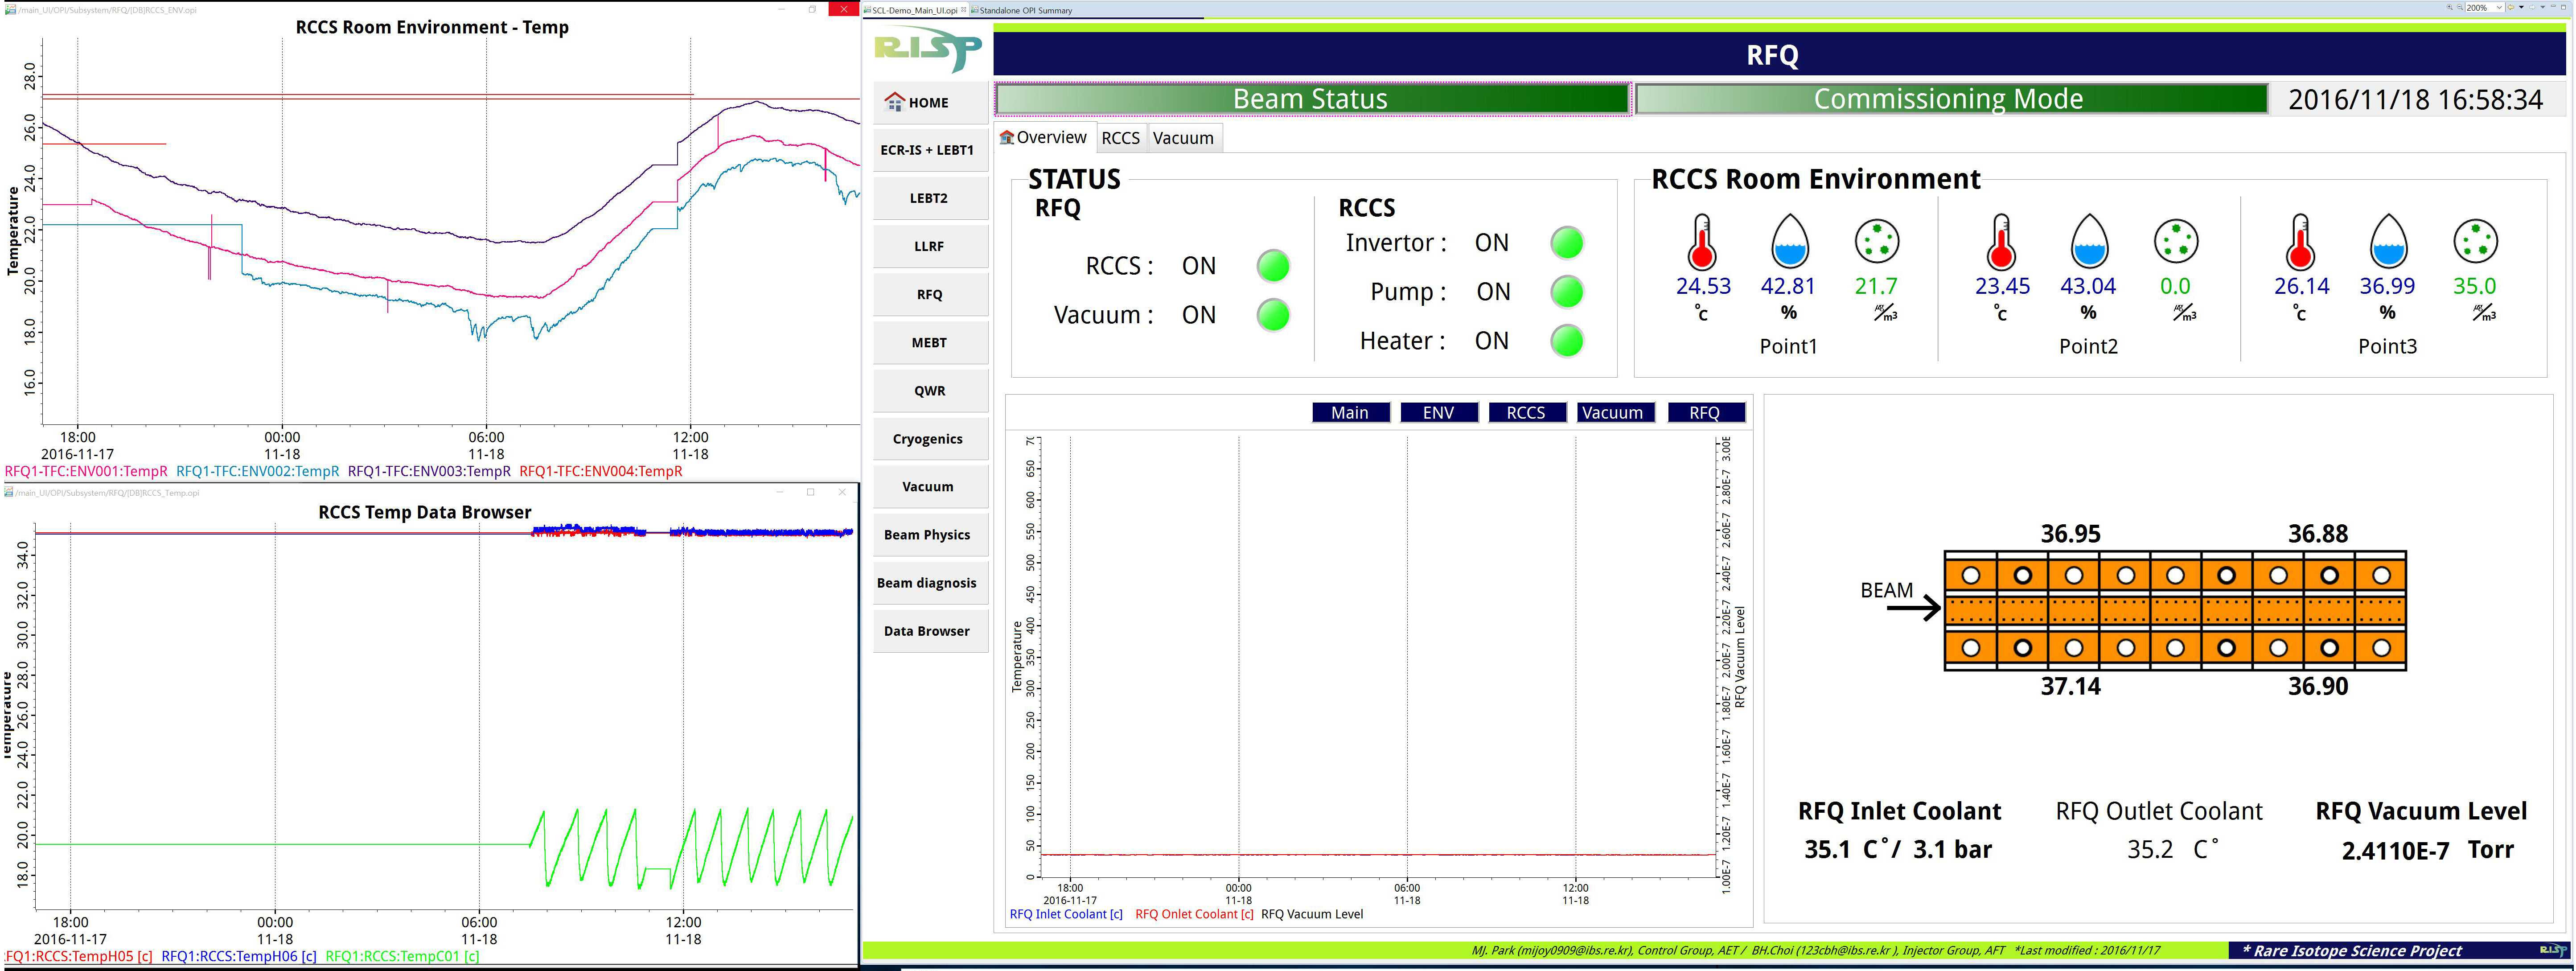 /main_UI/OPI/Subsystem/RFQ/[DB]RCCS_ENV.opi
RCCS Room Environment - Temp
Temperature
28.0
26.0
24.0
22.0
20.0
18.0
16.0
18:00 00:00 06:00 12:00
2016-11-17 11-18 11-18 11-18
RFQ1-TFC:ENV001:TempR RFQ1-TFC:ENV002:TempR RFQ1-TFC:ENV003:TempR RFQ1-TFC:ENV004:TempR
/main_UI/OPI/Subsystem/RFQ/[DB]RCCS_Temp.opi
RCCS Temp Data Browser
Temperature
34.0
32.0
30.0
28.0
26.0
24.0
22.0
20.0
18.0
18:00 00:00 06:00 12:00
2016-11-17 11-18 11-18 11-18
:FQ1:RCCS:TempH05 [c] RFQ1:RCCS:TempH06 [c] RFQ1:RCCS:TempC01 [c]
SCL-Demo_Main_UI.opi Standalone OPI Summary
200%
RISP
RFQ
Beam Status
Commissioning Mode
2016/11/18 16:58:34
HOME
ECR-IS + LEBT1
LEBT2
LLRF
RFQ
MEBT
QWR
Cryogenics
Vacuum
Beam Physics
Beam diagnosis
Data Browser
Overview RCCS Vacuum
STATUS
RFQ
RCCS : ON
Vacuum : ON
RCCS
Invertor : ON
Pump : ON
Heater : ON
RCCS Room Environment
24.53 42.81 21.7
°C % ㎍/m3
Point1
23.45 43.04 0.0
°C % ㎍/m3
Point2
26.14 36.99 35.0
°C % ㎍/m3
Point3
Main ENV RCCS Vacuum RFQ
Temperature
650
600
550
500
450
400
350
300
250
200
150
100
50
0
RFQ Vacuum Level
3.00E
2.80E-7
2.60E-7
2.40E-7
2.20E-7
2.00E-7
1.80E-7
1.60E-7
1.40E-7
1.20E-7
1.00E-7
18:00 00:00 06:00 12:00
2016-11-17 11-18 11-18 11-18
RFQ Inlet Coolant [c] RFQ Onlet Coolant [c] RFQ Vacuum Level
36.95 36.88
BEAM
37.14 36.90
RFQ Inlet Coolant
35.1 C°/ 3.1 bar
RFQ Outlet Coolant
35.2 C°
RFQ Vacuum Level
2.4110E-7 Torr
MJ. Park (mijoy0909@ibs.re.kr), Control Group, AET / BH.Choi (123cbh@ibs.re.kr ), Injector Group, AFT *Last modified : 2016/11/17
* Rare Isotope Science Project
RISP